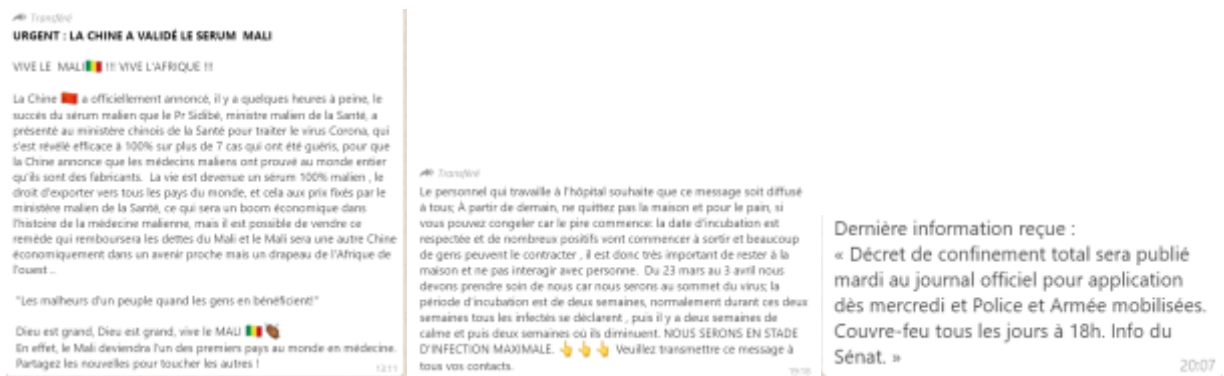 Transféré
URGENT : LA CHINE A VALIDÉ LE SERUM MALI
VIVE LE MALI🇲🇱 !!! VIVE L'AFRIQUE !!!
La Chine 🇨🇳 a officiellement annoncé, il y a quelques heures à peine, le
succès du sérum malien que le Pr Sidibé, ministre malien de la Santé, a
présenté au ministère chinois de la Santé pour traiter le virus Corona, qui
s'est révélé efficace à 100% sur plus de 7 cas qui ont été guéris, pour que
la Chine annonce que les médecins maliens ont prouvé au monde entier
qu'ils sont des fabricants. La vie est devenue un sérum 100% malien , le
droit d'exporter vers tous les pays du monde, et cela aux prix fixés par le
ministère malien de la Santé, ce qui sera un boom économique dans
l'histoire de la médecine malienne, mais il est possible de vendre ce
remède qui remboursera les dettes du Mali et le Mali sera une autre Chine
économiquement dans un avenir proche mais un drapeau de l'Afrique de
l'ouest ..
"Les malheurs d'un peuple quand les gens en bénéficient!"
Dieu est grand, Dieu est grand, vive le MALI 🇲🇱
En effet, le Mali deviendra l'un des premiers pays au monde en médecine.
Partagez les nouvelles pour toucher les autres !
Transféré
Le personnel qui travaille à l'hôpital souhaite que ce message soit diffusé
à tous; À partir de demain, ne quittez pas la maison et pour le pain, si
vous pouvez congeler car le pire commence: la date d'incubation est
respectée et de nombreux positifs vont commencer à sortir et beaucoup
de gens peuvent le contracter , il est donc très important de rester à la
maison et ne pas interagir avec personne. Du 23 mars au 3 avril nous
devons prendre soin de nous car nous serons au sommet du virus; la
période d'incubation est de deux semaines, normalement durant ces deux
semaines tous les infectés se déclarent , puis il y a deux semaines de
calme et puis deux semaines où ils diminuent. NOUS SERONS EN STADE
D'INFECTION MAXIMALE. 👆👆👆 Veuillez transmettre ce message à
tous vos contacts.
19:18
Dernière information reçue :
« Décret de confinement total sera publié
mardi au journal officiel pour application
dès mercredi et Police et Armée mobilisées.
Couvre-feu tous les jours à 18h. Info du
Sénat. »
20:07